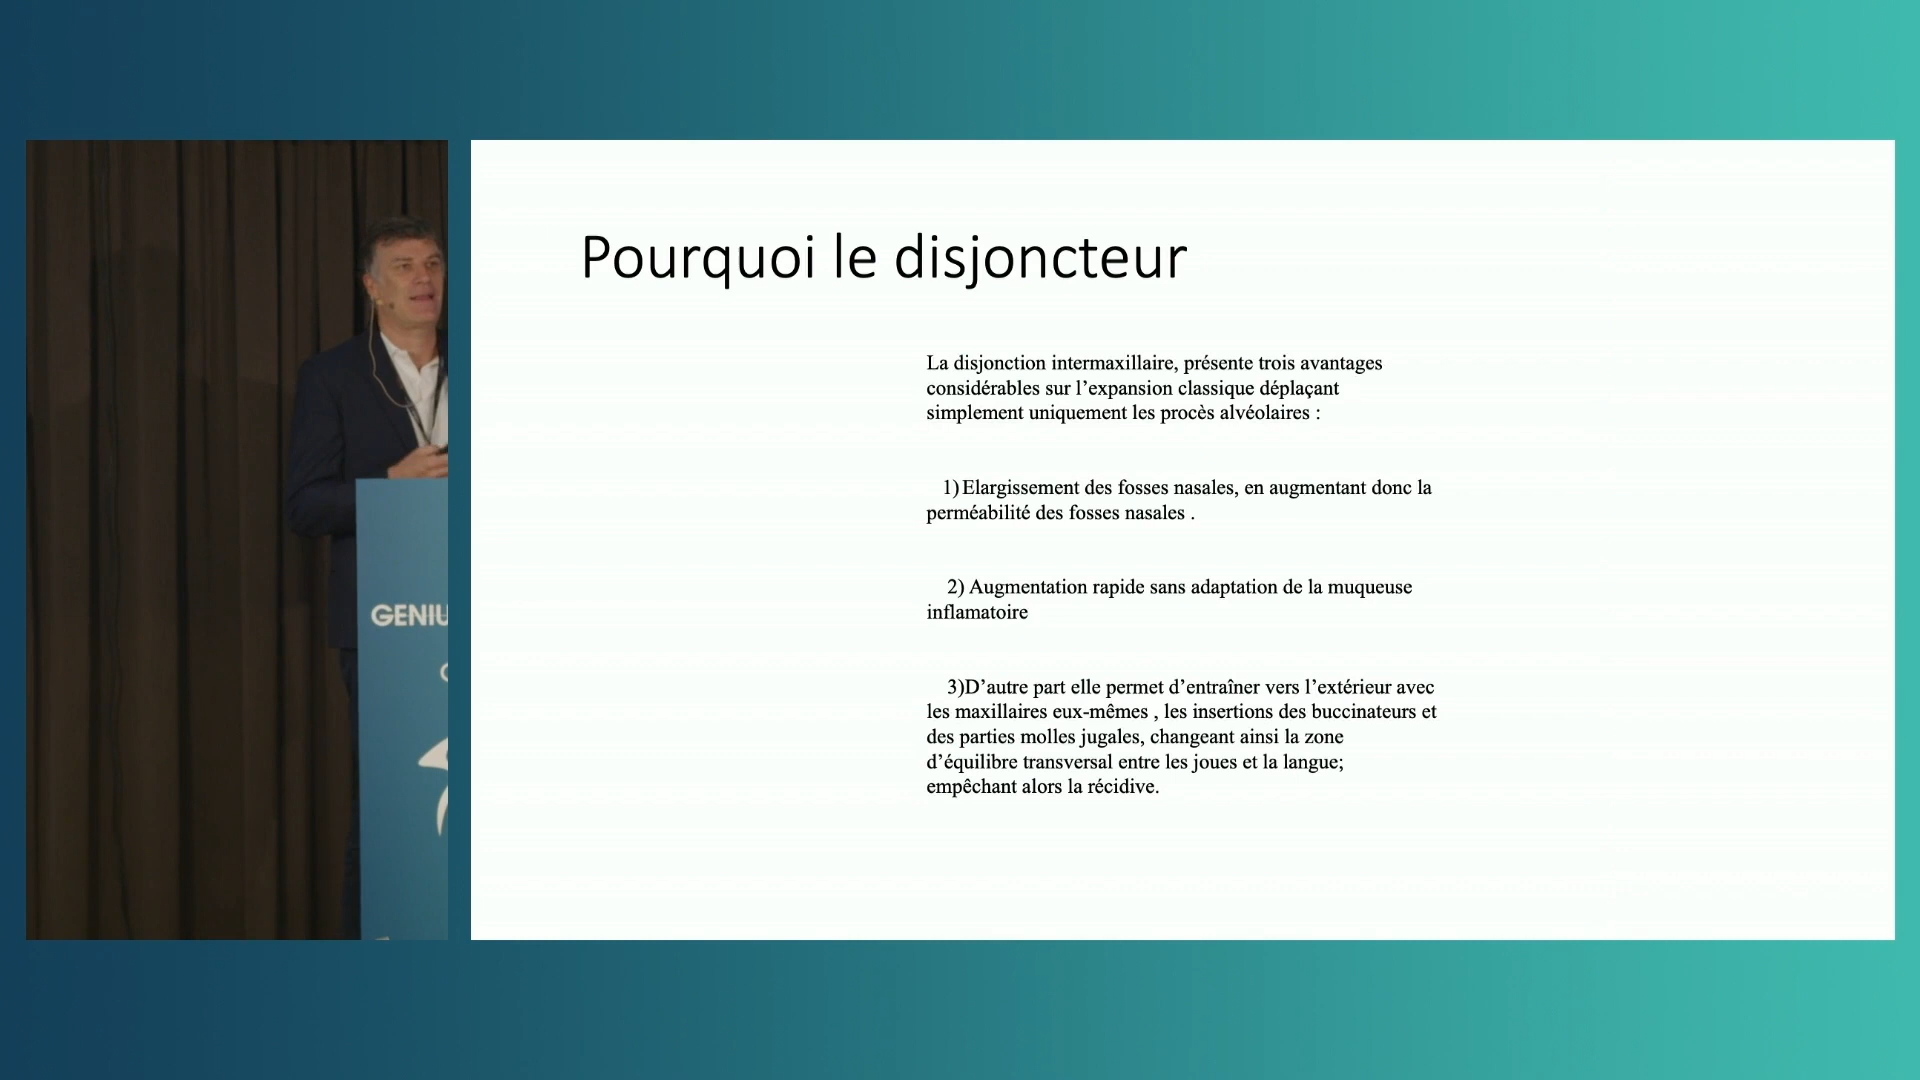 Pourquoi le disjoncteur
La disjonction intermaxillaire, présente trois avantages
considérables sur l’expansion classique déplaçant
simplement uniquement les procès alvéolaires :
1) Elargissement des fosses nasales, en augmentant donc la
perméabilité des fosses nasales .
2) Augmentation rapide sans adaptation de la muqueuse
inflamatoire
3)D’autre part elle permet d’entraîner vers l’extérieur avec
les maxillaires eux-mêmes , les insertions des buccinateurs et
des parties molles jugales, changeant ainsi la zone
d’équilibre transversal entre les joues et la langue;
empêchant alors la récidive.
GENIU